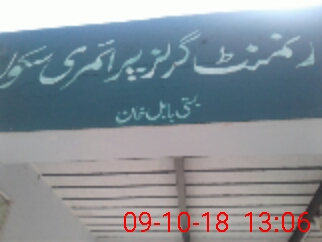 رنمنٹ گرلز پرائمری سکو
بستی بابل خان
09-10-18 13:06